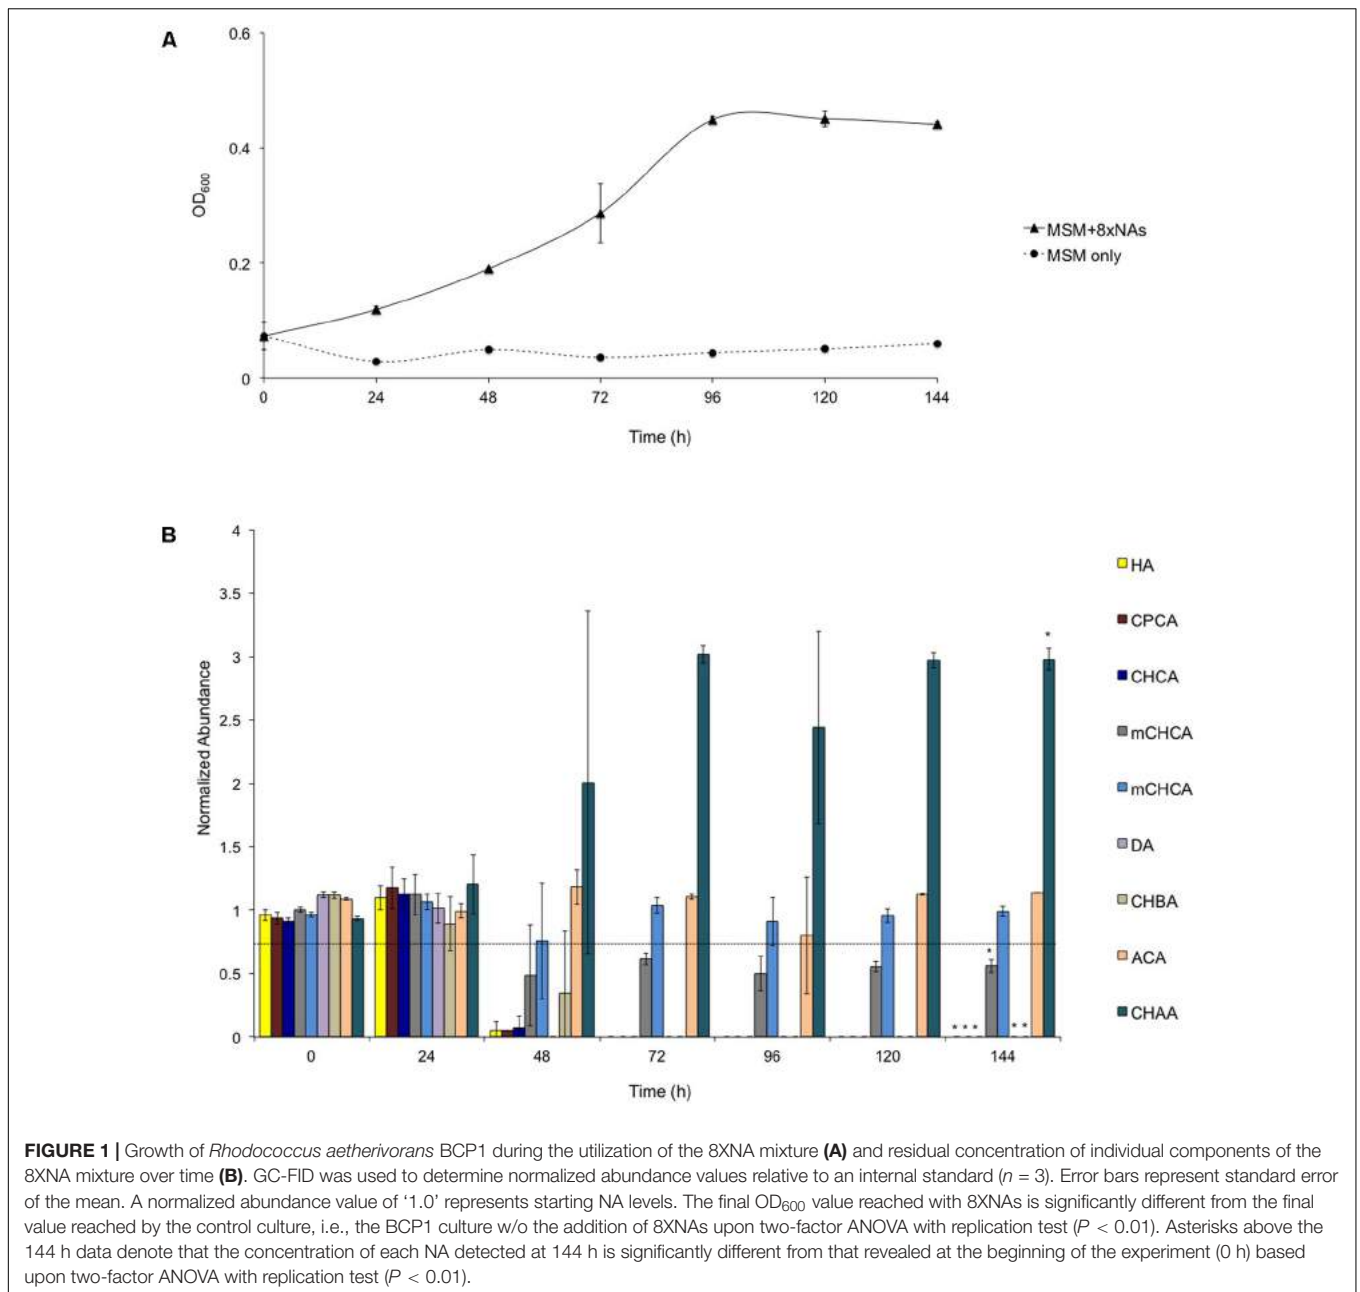 A
0.6
0.4
0.2
0
OD600
0 24 48 72 96 120 144
Time (h)
MSM+8xNAs
MSM only
B
4
3.5
3
2.5
2
1.5
1
0.5
0
Normalized Abundance
*
*
* * *
* *
0 24 48 72 96 120 144
Time (h)
HA
CPCA
CHCA
mCHCA
mCHCA
DA
CHBA
ACA
CHAA
FIGURE 1 | Growth of Rhodococcus aetherivorans BCP1 during the utilization of the 8XNA mixture (A) and residual concentration of individual components of the
8XNA mixture over time (B). GC-FID was used to determine normalized abundance values relative to an internal standard (n = 3). Error bars represent standard error
of the mean. A normalized abundance value of ‘1.0’ represents starting NA levels. The final OD600 value reached with 8XNAs is significantly different from the final
value reached by the control culture, i.e., the BCP1 culture w/o the addition of 8XNAs upon two-factor ANOVA with replication test (P < 0.01). Asterisks above the
144 h data denote that the concentration of each NA detected at 144 h is significantly different from that revealed at the beginning of the experiment (0 h) based
upon two-factor ANOVA with replication test (P < 0.01).